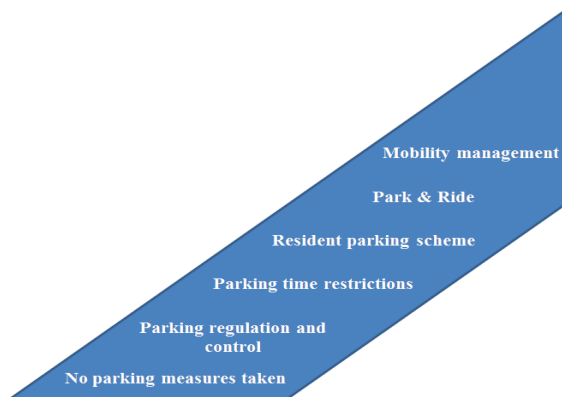 Mobility management
Park & Ride
Resident parking scheme
Parking time restrictions
Parking regulation and
control
No parking measures taken